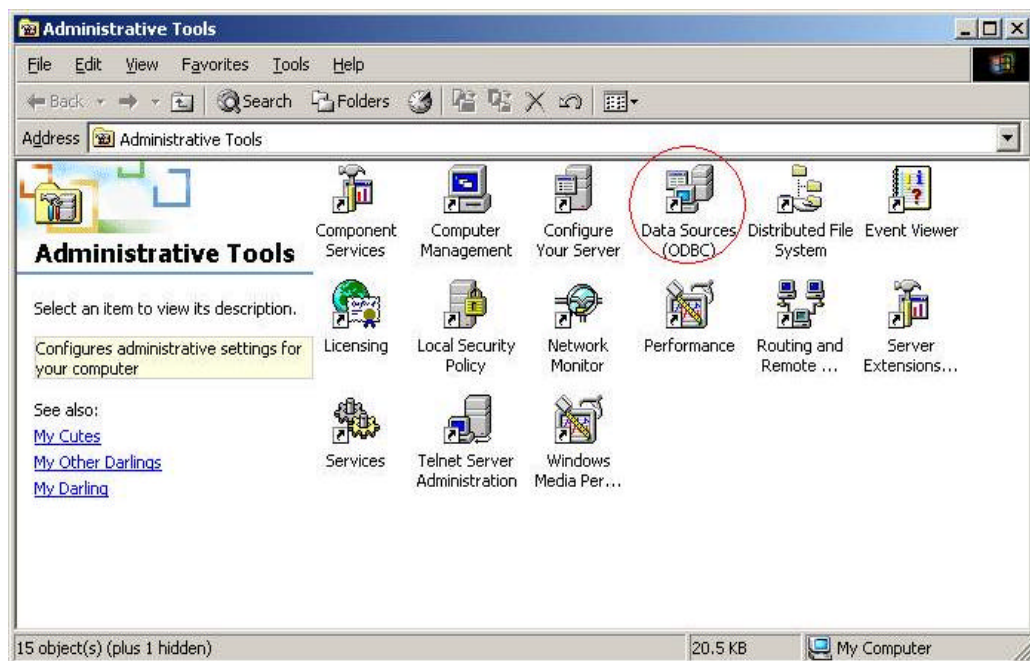 Administrative Tools
File Edit View Favorites Tools Help
Back Search Folders
Address Administrative Tools
Administrative Tools
Select an item to view its description.
Configures administrative settings for
your computer
See also:
My Cutes
My Other Darlings
My Darling
Component
Services
Computer
Management
Configure
Your Server
Data Sources
(ODBC)
Distributed File
System
Event Viewer
Licensing
Local Security
Policy
Network
Monitor
Performance
Routing and
Remote ...
Server
Extensions...
Services
Telnet Server
Administration
Windows
Media Per...
15 object(s) (plus 1 hidden) 20.5 KB My Computer